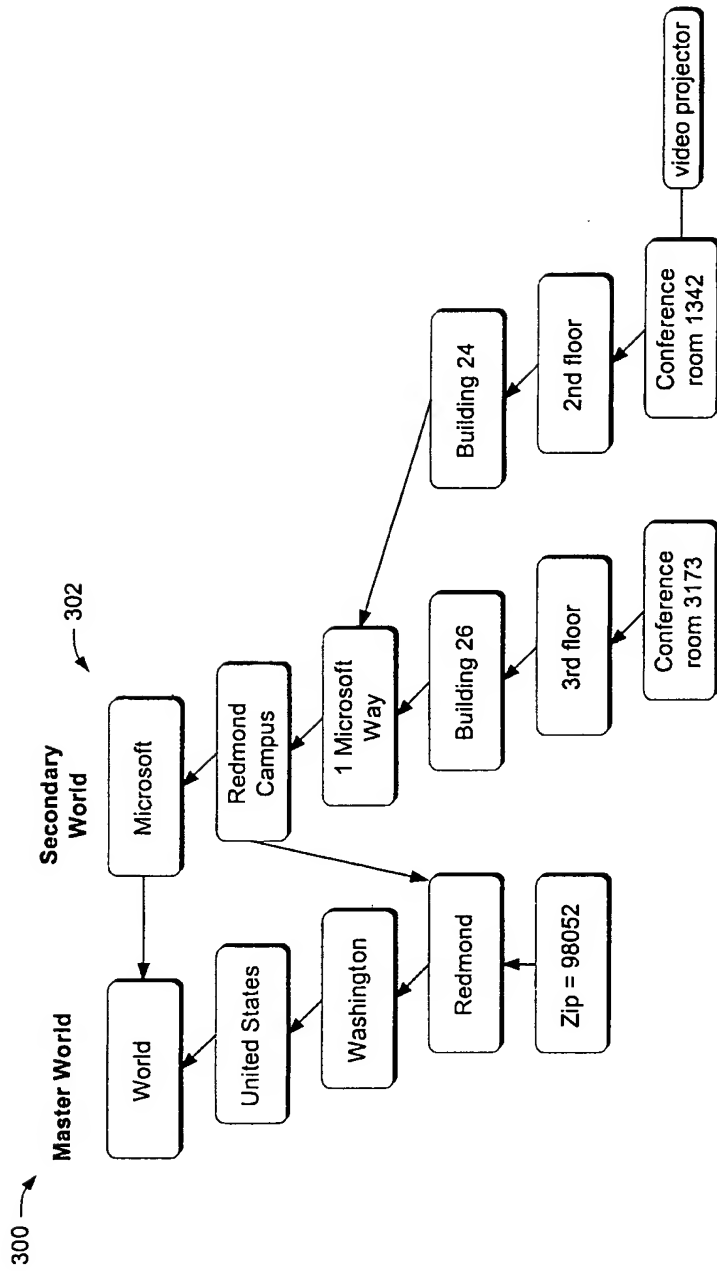 300
Master World
World
United States
Washington
Redmond
Zip = 98052
Secondary
World
302
Microsoft
Redmond
Campus
1 Microsoft
Way
Building 26
3rd floor
Conference
room 3173
Building 24
2nd floor
Conference
room 1342
video projector